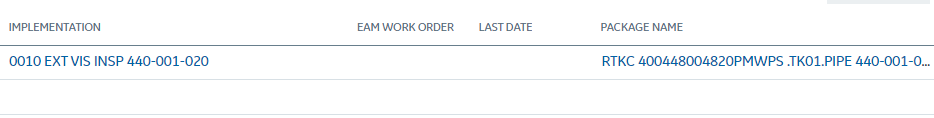 IMPLEMENTATION EAM WORK ORDER LAST DATE PACKAGE NAME
0010 EXT VIS INSP 440-001-020 RTKC 400448004820PMWPS .TK01.PIPE 440-001-0...